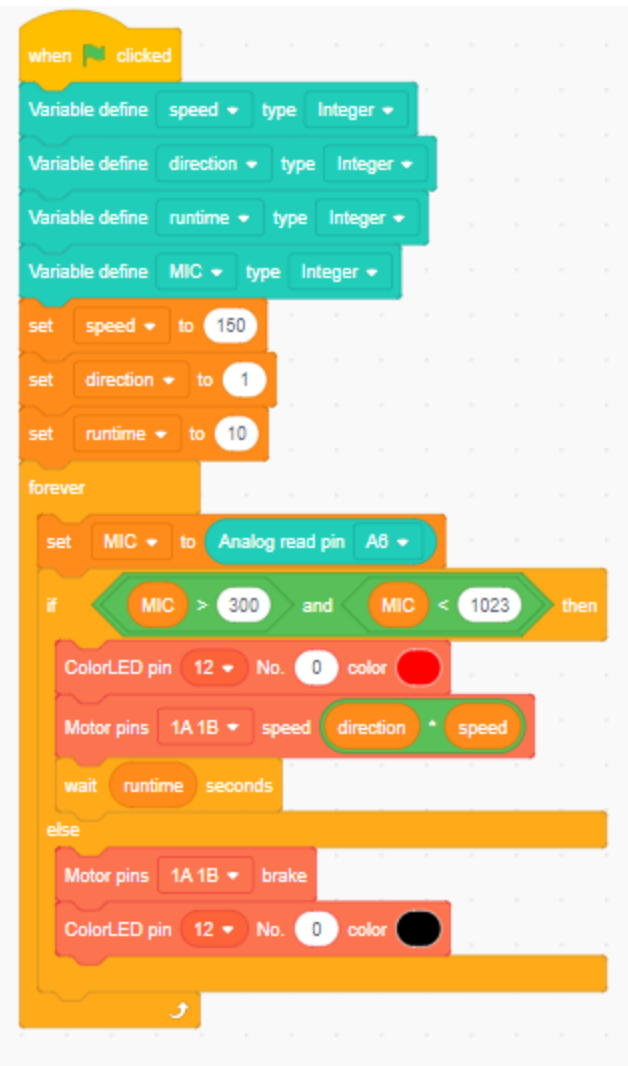 when clicked
Variable define speed type Integer
Variable define direction type Integer
Variable define runtime type Integer
Variable define MIC type Integer
set speed to 150
set direction to 1
set runtime to 10
forever
set MIC to Analog read pin A6
if MIC > 300 and MIC < 1023 then
ColorLED pin 12 No. 0 color
Motor pins 1A 1B speed direction * speed
wait runtime seconds
else
Motor pins 1A 1B brake
ColorLED pin 12 No. 0 color